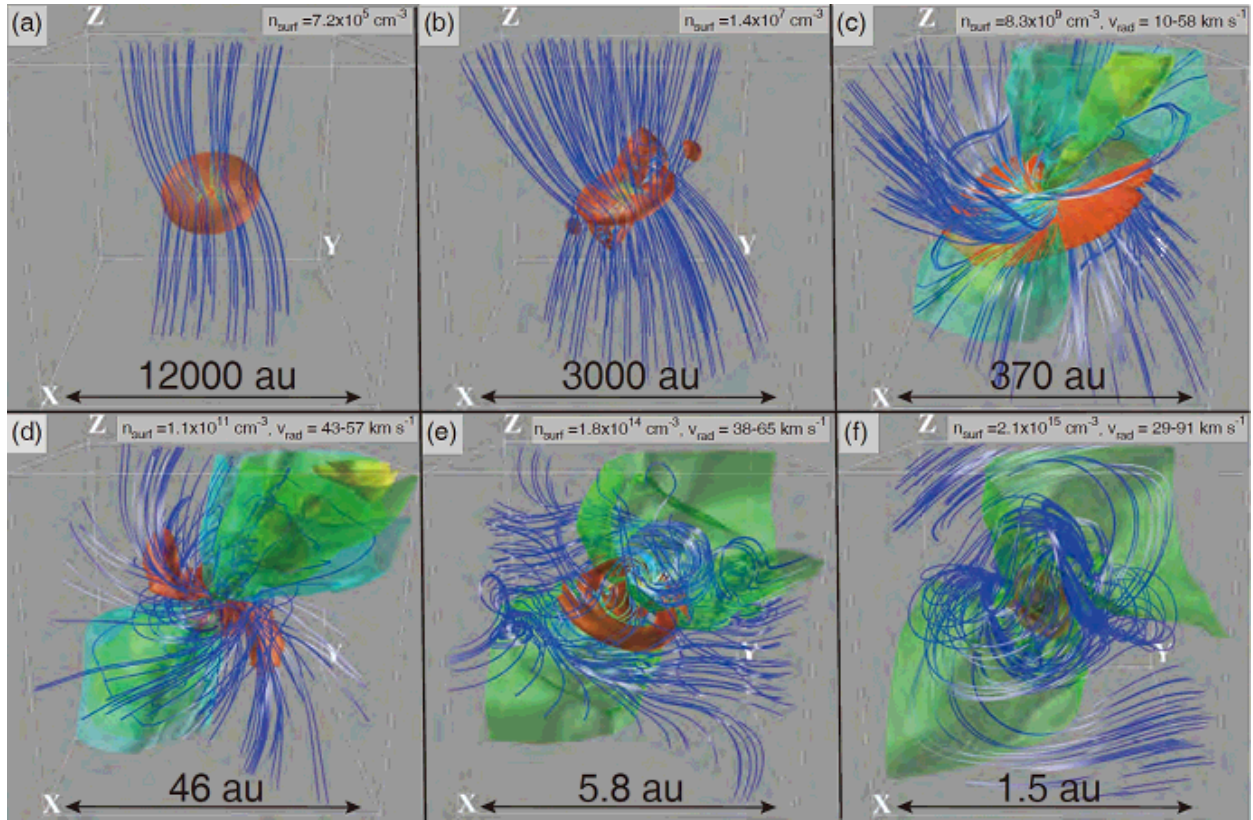 (a) Z n_surf =7.2x10^5 cm^-3
Y
X 12000 au
(b) Z n_surf =1.4x10^7 cm^-3
Y
X 3000 au
(c) n_surf =8.3x10^9 cm^-3, v_rad = 10-58 km s^-1
Z
X 370 au
(d) Z n_surf =1.1x10^11 cm^-3, v_rad = 43-57 km s^-1
Y
X 46 au
(e) Z n_surf =1.8x10^14 cm^-3, v_rad = 38-65 km s^-1
Y
X 5.8 au
(f) Z n_surf =2.1x10^15 cm^-3, v_rad = 29-91 km s^-1
Y
X 1.5 au